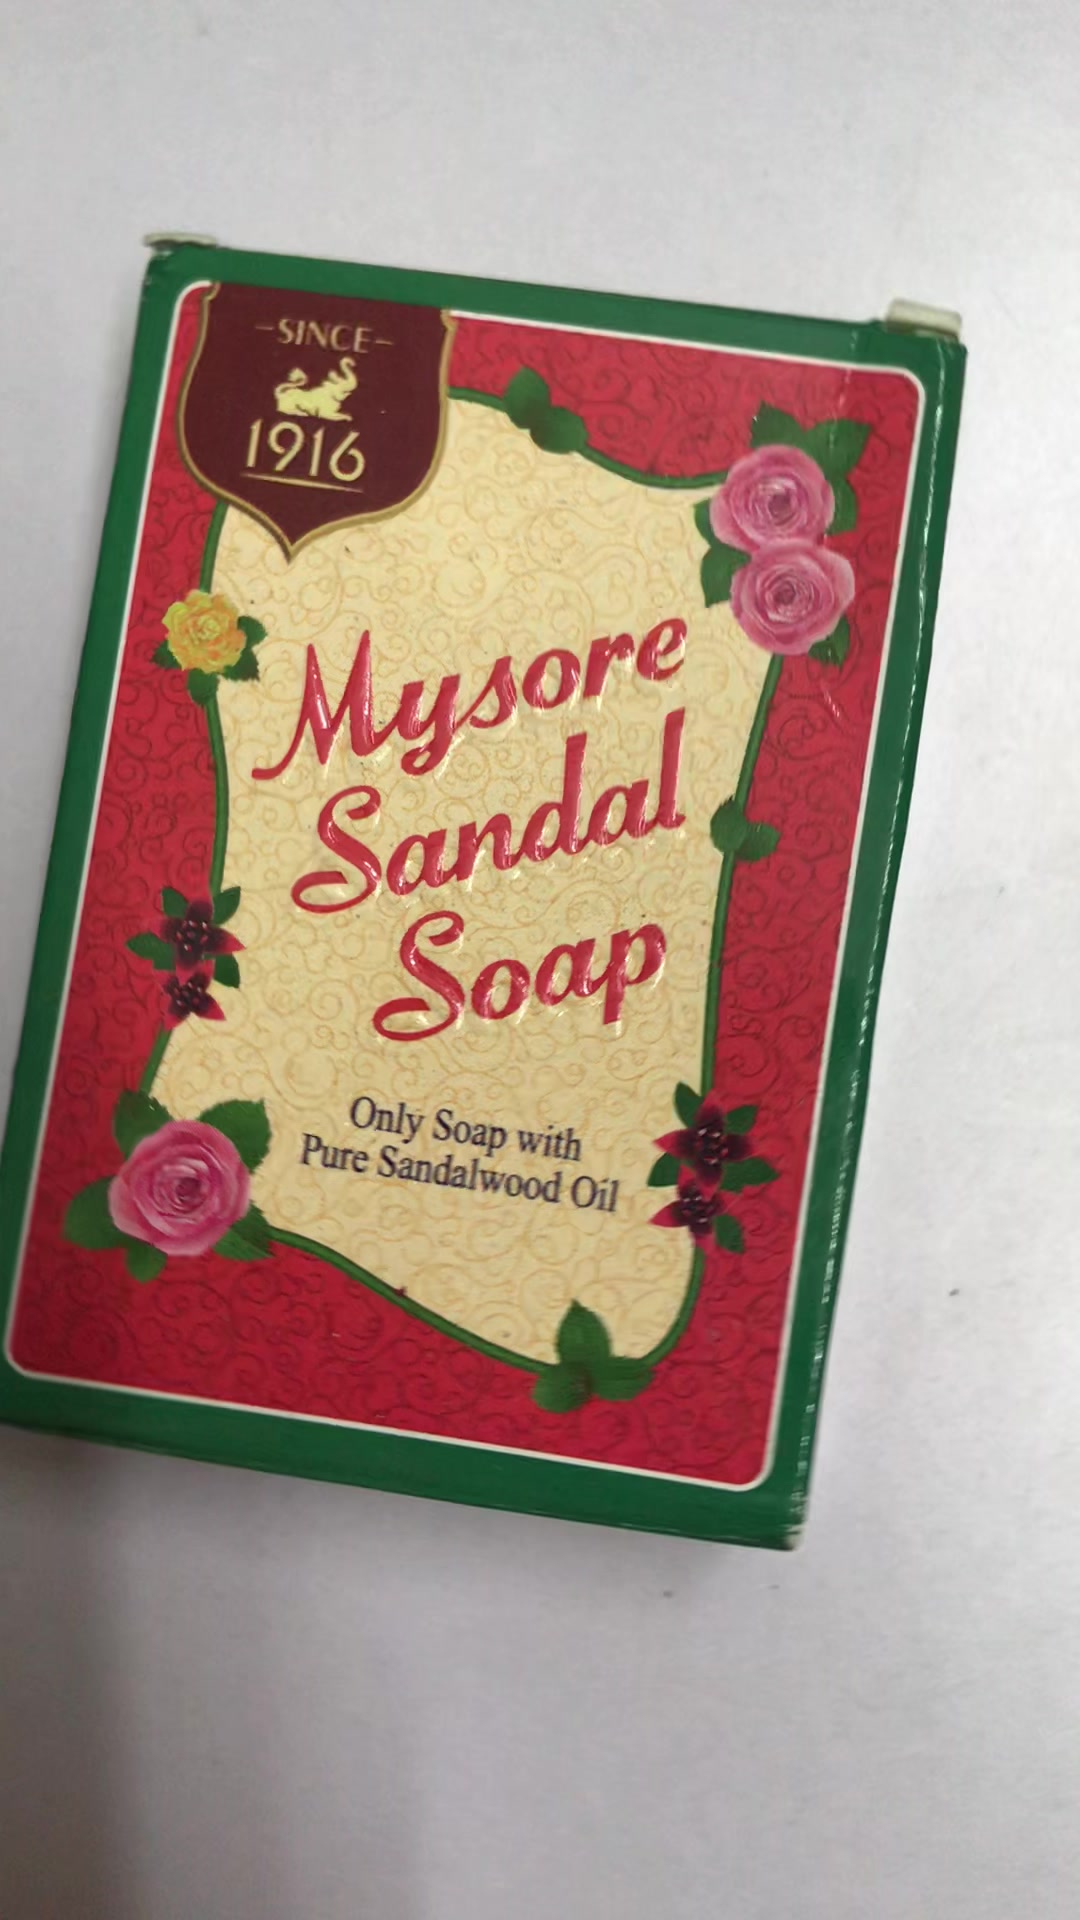 -SINCE-
1916
Mysore
Sandal
Soap
Only Soap with
Pure Sandalwood Oil